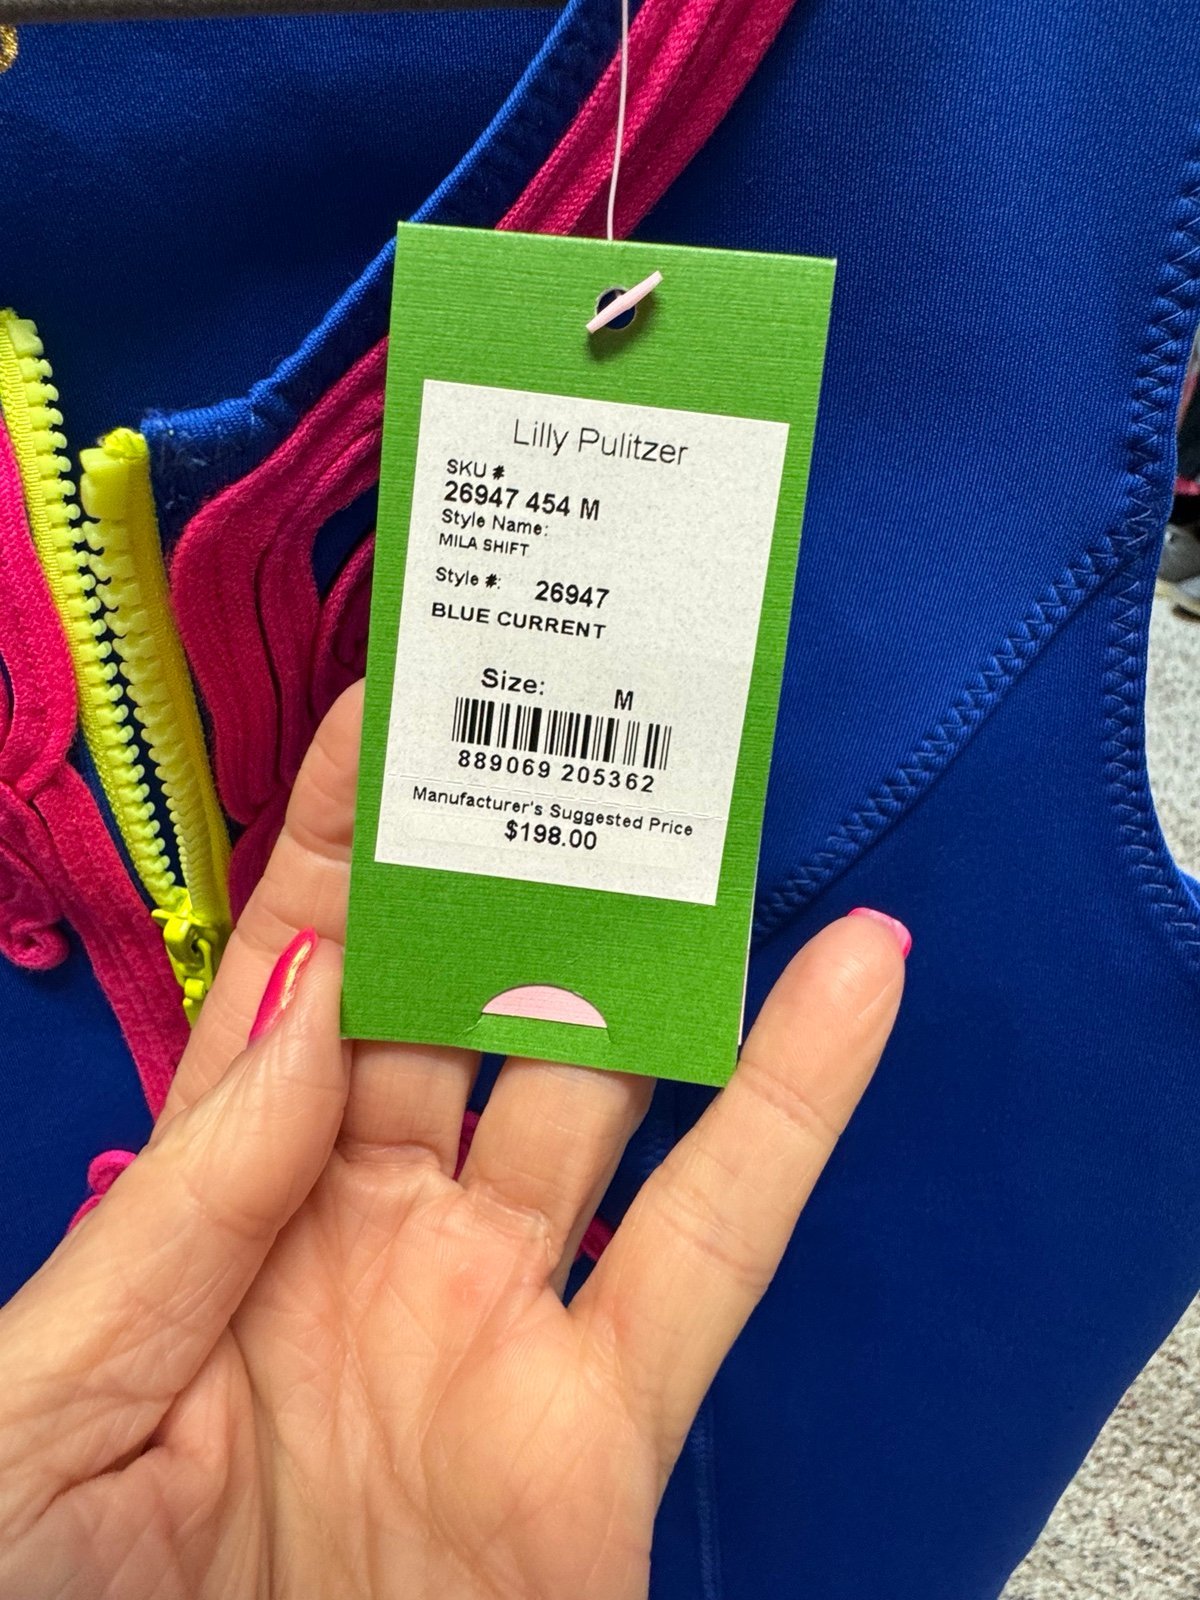 Lilly Pulitzer
SKU #
26947 454 M
Style Name:
MILA SHIFT
Style #: 26947
BLUE CURRENT
Size: M
889069 205362
Manufacturer's Suggested Price
$198.00